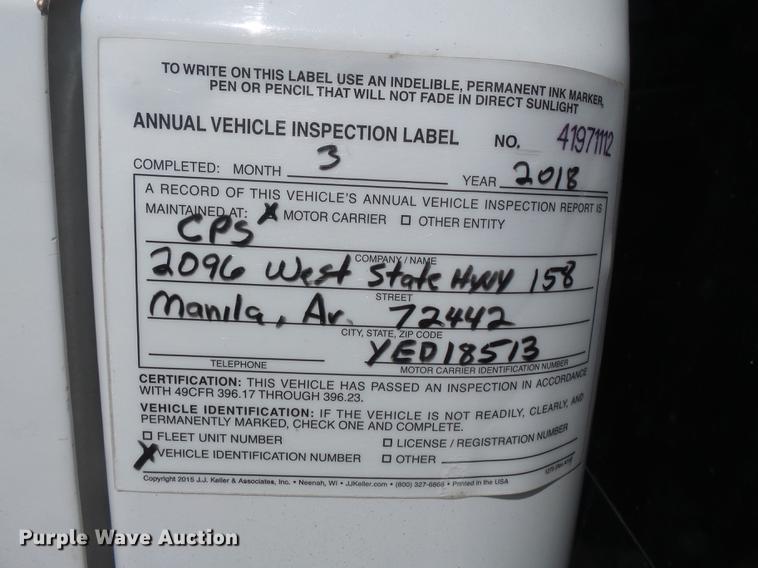 TO WRITE ON THIS LABEL USE AN INDELIBLE, PERMANENT INK MARKER,
PEN OR PENCIL THAT WILL NOT FADE IN DIRECT SUNLIGHT
ANNUAL VEHICLE INSPECTION LABEL NO. 41971112
COMPLETED: MONTH 3 YEAR 2018
A RECORD OF THIS VEHICLE'S ANNUAL VEHICLE INSPECTION REPORT IS
MAINTAINED AT: X MOTOR CARRIER ☐ OTHER ENTITY
CPS
COMPANY / NAME
2096 West State Hwy 158
STREET
Manila, Ar. 72442
CITY, STATE, ZIP CODE
YED18513
TELEPHONE MOTOR CARRIER IDENTIFICATION NUMBER
CERTIFICATION: THIS VEHICLE HAS PASSED AN INSPECTION IN ACCORDANCE
WITH 49CFR 396.17 THROUGH 396.23.
VEHICLE IDENTIFICATION: IF THE VEHICLE IS NOT READILY, CLEARLY, AND
PERMANENTLY MARKED, CHECK ONE AND COMPLETE.
☐ FLEET UNIT NUMBER ☐ LICENSE / REGISTRATION NUMBER
X VEHICLE IDENTIFICATION NUMBER ☐ OTHER
Copyright 2015 J.J. Keller & Associates, Inc. • Neenah, WI • JJKeller.com • (800) 327-6868 • Printed in the USA
Purple Wave Auction